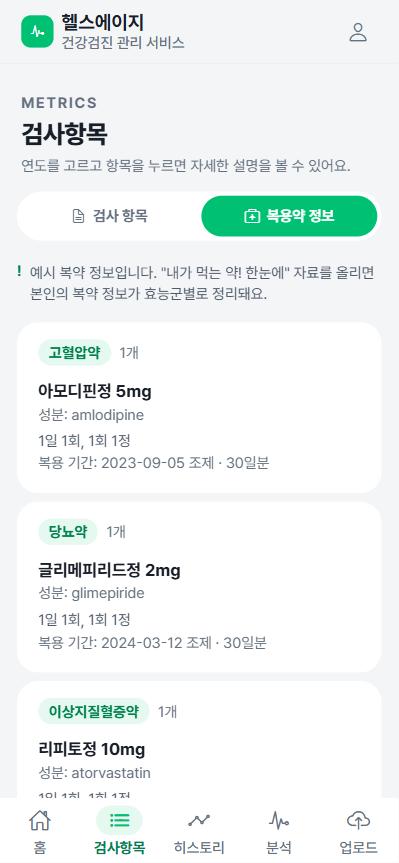 헬스에이지
건강검진 관리 서비스
METRICS
검사항목
연도를 고르고 항목을 누르면 자세한 설명을 볼 수 있어요.
검사 항목
복용약 정보
! 예시 복약 정보입니다. "내가 먹는 약! 한눈에" 자료를 올리면
본인의 복약 정보가 효능군별로 정리돼요.
고혈압약 1개
아모디핀정 5mg
성분: amlodipine
1일 1회, 1회 1정
복용 기간: 2023-09-05 조제 · 30일분
당뇨약 1개
글리메피리드정 2mg
성분: glimepiride
1일 1회, 1회 1정
복용 기간: 2024-03-12 조제 · 30일분
이상지질혈중약 1개
리피토정 10mg
성분: atorvastatin
1일 1회, 1회 1정
홈
검사항목
히스토리
분석
업로드